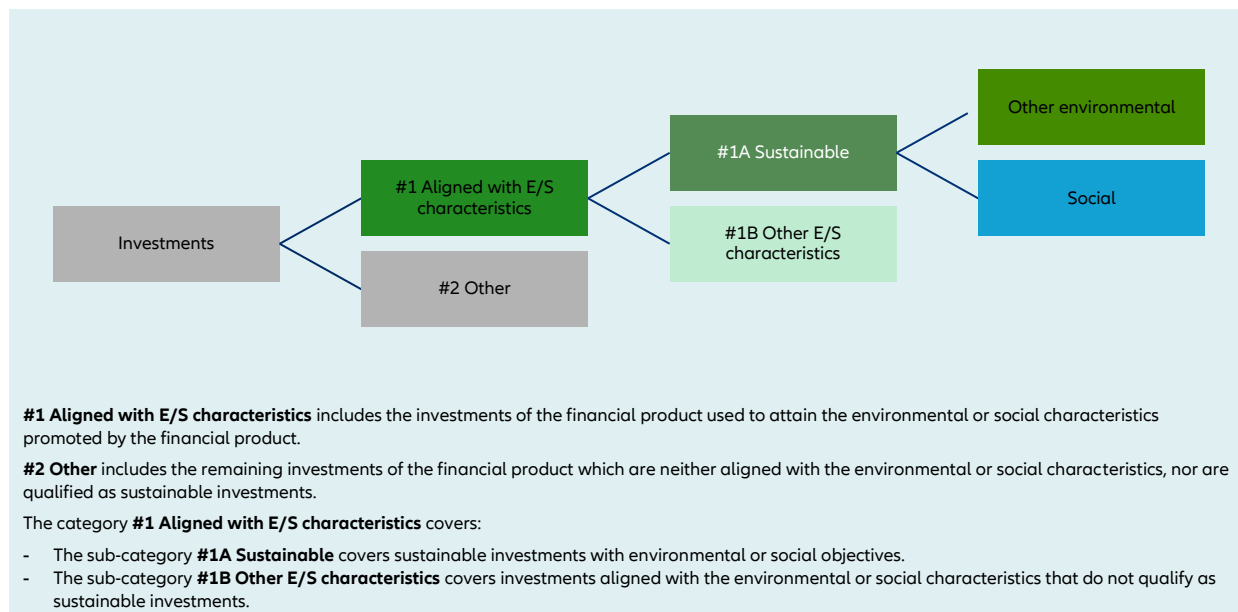 Other environmental
#1A Sustainable
#1 Aligned with E/S
characteristics
Social
Investments
#1B Other E/S
characteristics
#2 Other
#1 Aligned with E/S characteristics includes the investments of the financial product used to attain the environmental or social characteristics
promoted by the financial product.
#2 Other includes the remaining investments of the financial product which are neither aligned with the environmental or social characteristics, nor are
qualified as sustainable investments.
The category #1 Aligned with E/S characteristics covers:
- The sub-category #1A Sustainable covers sustainable investments with environmental or social objectives.
- The sub-category #1B Other E/S characteristics covers investments aligned with the environmental or social characteristics that do not qualify as
sustainable investments.